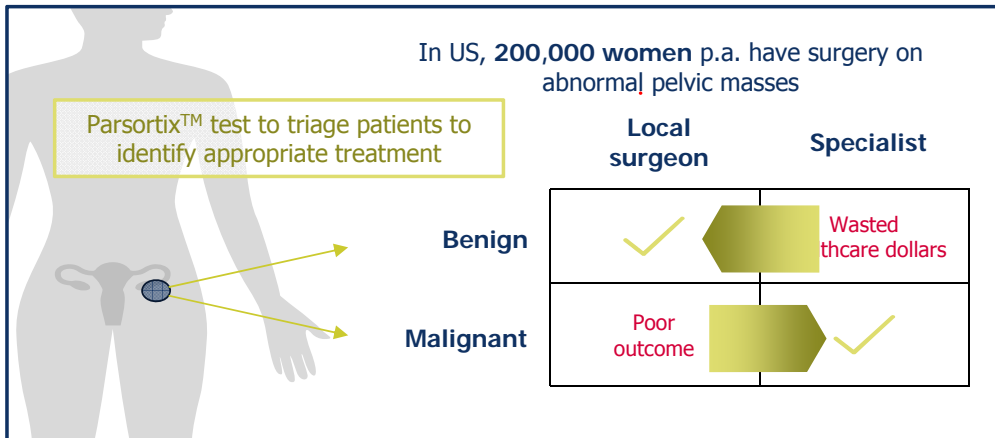 In US, 200,000 women p.a. have surgery on
abnormal pelvic masses
Parsortix™ test to triage patients to
identify appropriate treatment
Local
surgeon
Specialist
Benign
Wasted
thcare dollars
Malignant
Poor
outcome